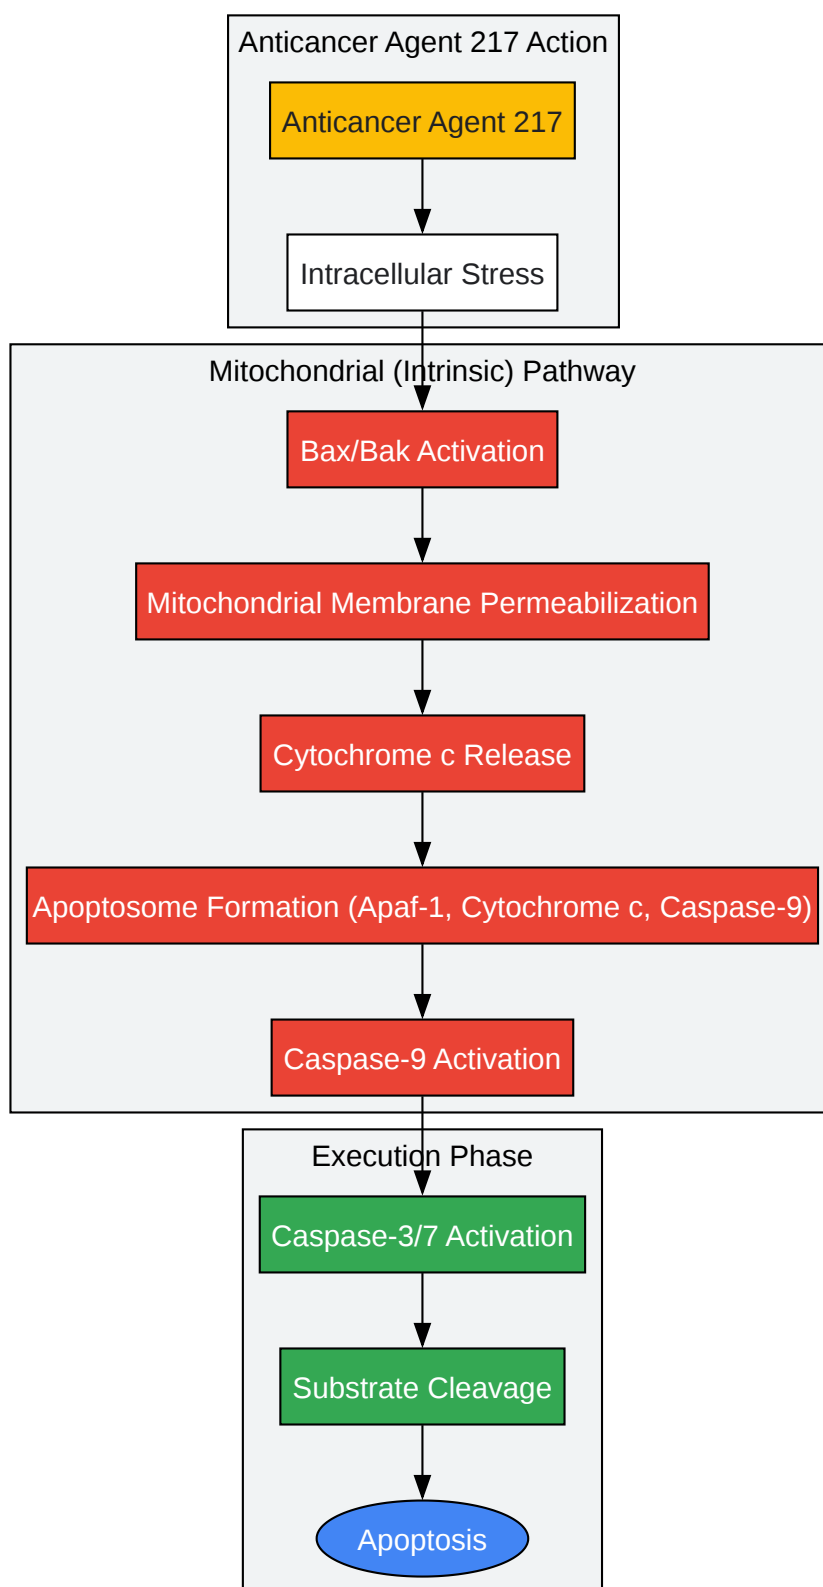 Anticancer Agent 217 Action
Anticancer Agent 217
Intracellular Stress
Mitochondrial (Intrinsic) Pathway
Bax/Bak Activation
Mitochondrial Membrane Permeabilization
Cytochrome c Release
Apoptosome Formation (Apaf-1, Cytochrome c, Caspase-9)
Caspase-9 Activation
Execution Phase
Caspase-3/7 Activation
Substrate Cleavage
Apoptosis